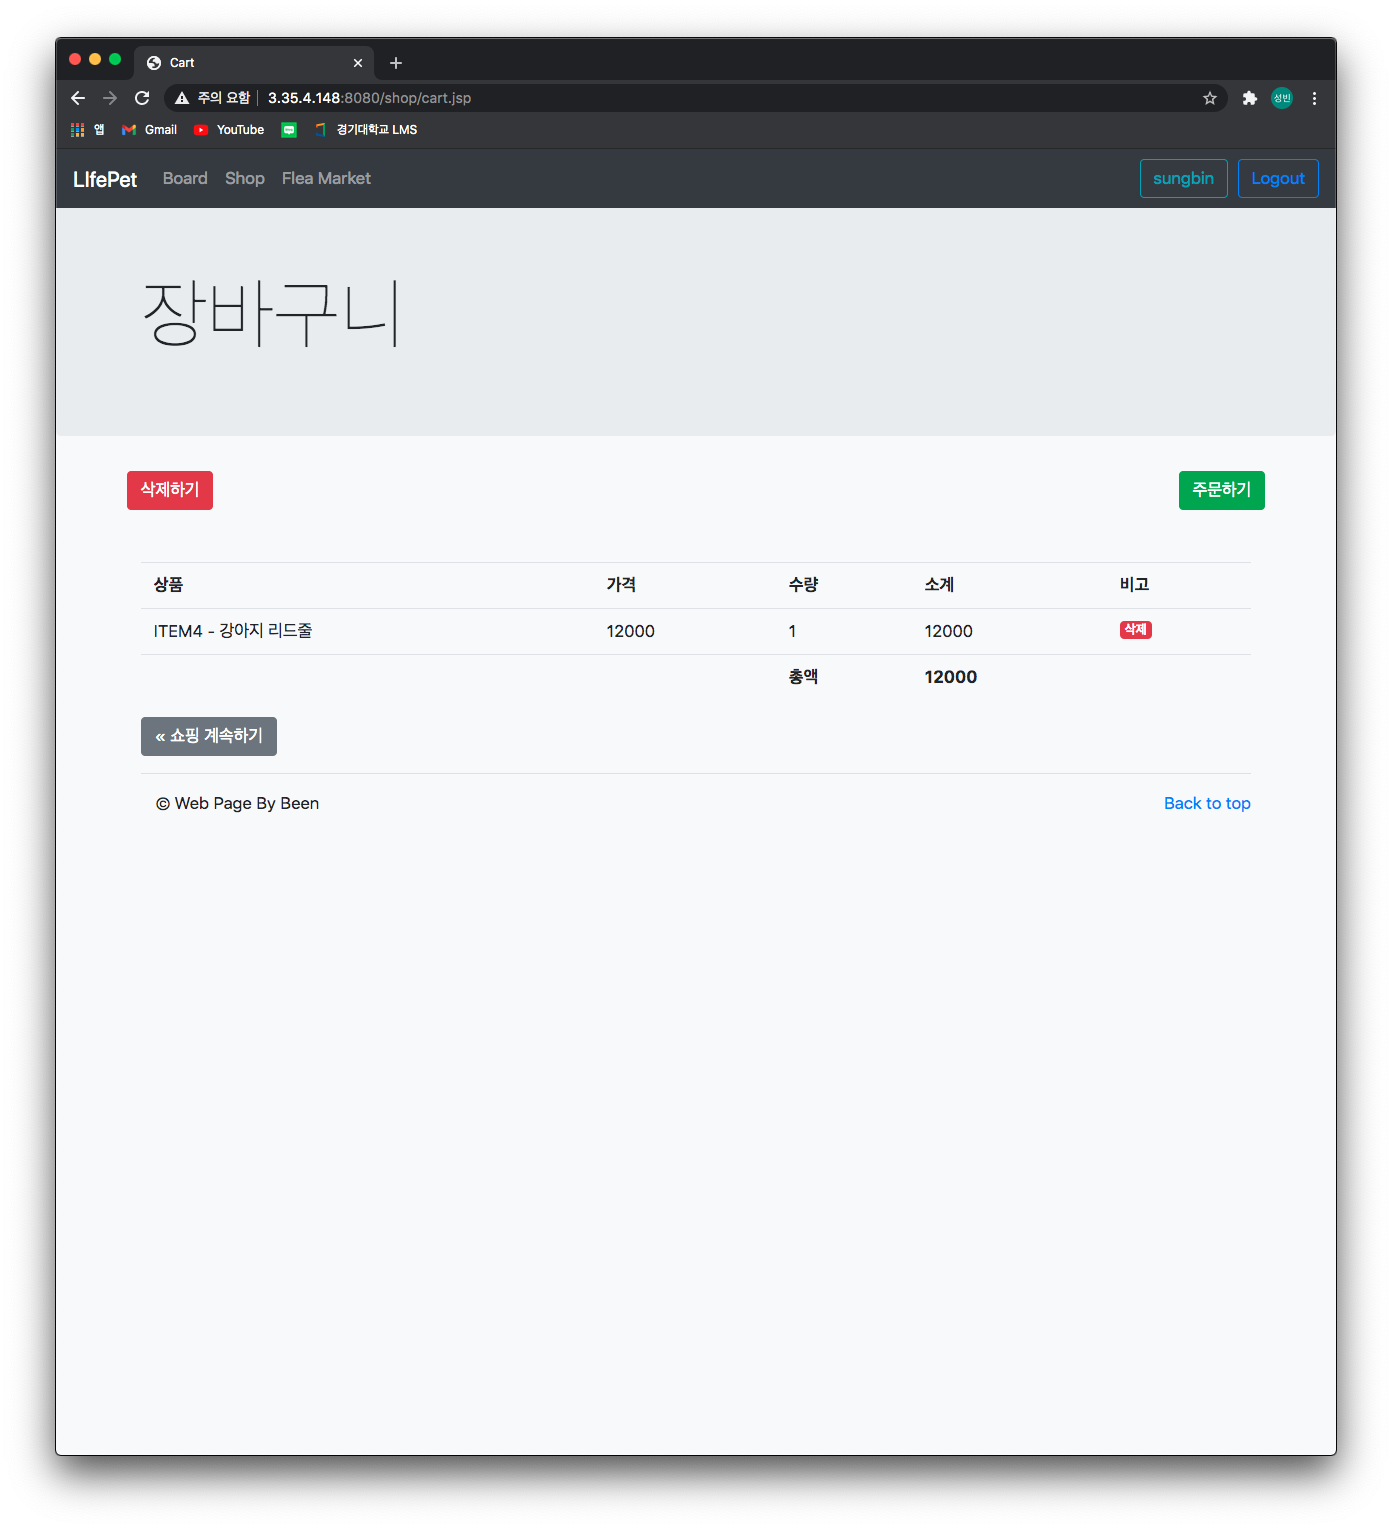 Cart
주의 요함 3.35.4.148:8080/shop/cart.jsp 성빈
앱 Gmail YouTube 경기대학교 LMS
LIfePet Board Shop Flea Market sungbin Logout
장바구니
삭제하기 주문하기
상품 가격 수량 소계 비고
ITEM4 - 강아지 리드줄 12000 1 12000 삭제
총액 12000
« 쇼핑 계속하기
© Web Page By Been Back to top